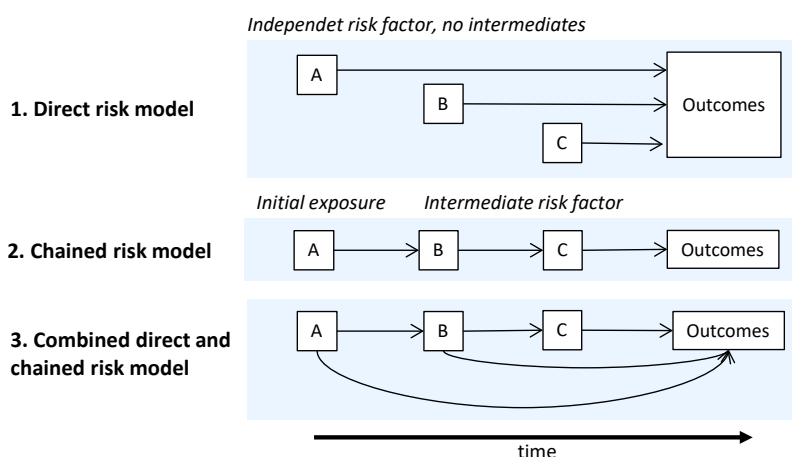 Independet risk factor, no intermediates
A
B
1. Direct risk model
Outcomes
C
Initial exposure
Intermediate risk factor
2. Chained risk model
A
B
C
Outcomes
3. Combined direct and
chained risk model
A
B
C
Outcomes
time